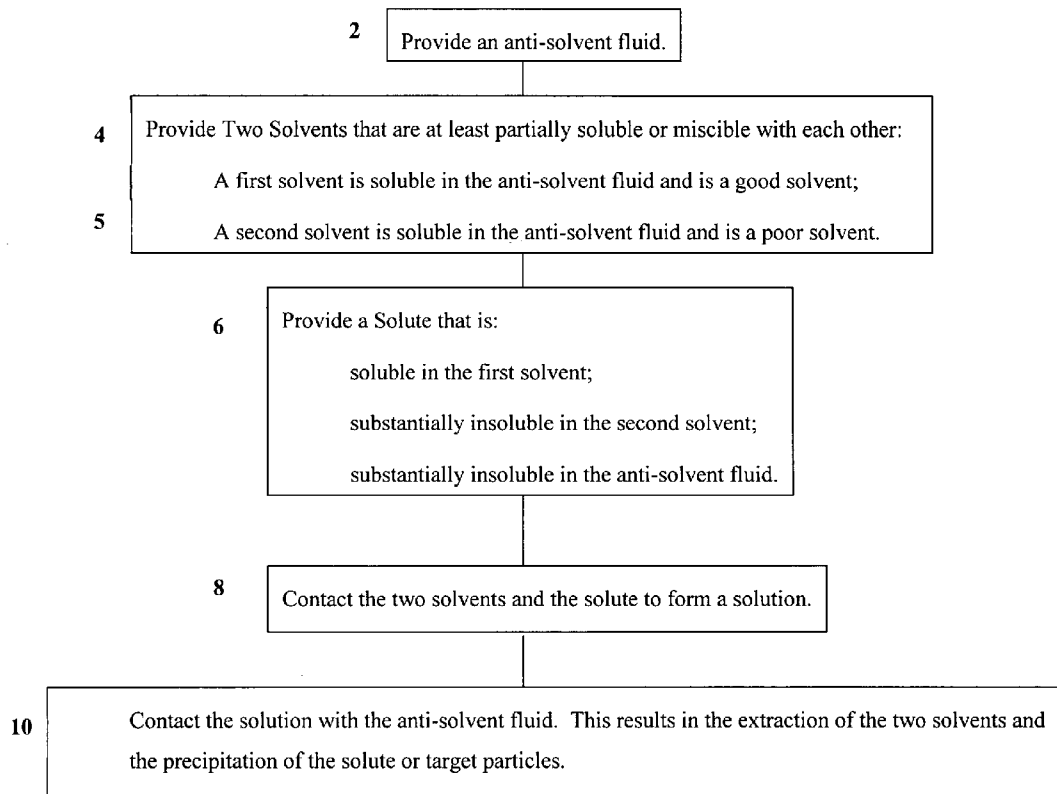 2
Provide an anti-solvent fluid.
4
Provide Two Solvents that are at least partially soluble or miscible with each other:
A first solvent is soluble in the anti-solvent fluid and is a good solvent;
5
A second solvent is soluble in the anti-solvent fluid and is a poor solvent.
6
Provide a Solute that is:
soluble in the first solvent;
substantially insoluble in the second solvent;
substantially insoluble in the anti-solvent fluid.
8
Contact the two solvents and the solute to form a solution.
10
Contact the solution with the anti-solvent fluid. This results in the extraction of the two solvents and
the precipitation of the solute or target particles.